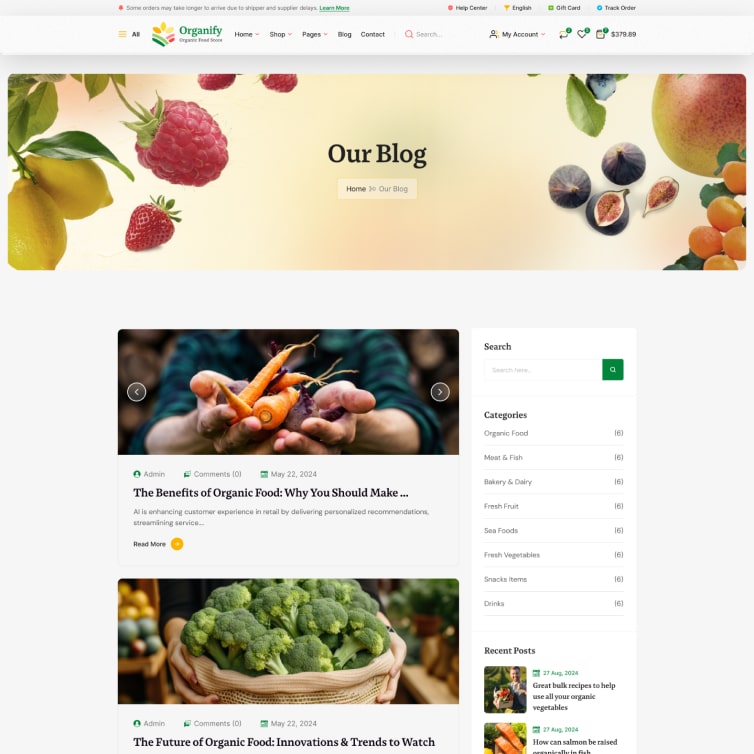 Some orders may take longer to arrive due to shipper and supplier delays. Learn More
Help Center
English
Gift Card
Track Order
All
Organify
Organic Food Store
Home
Shop
Pages
Blog
Contact
Search...
My Account
$379.89
Our Blog
Home
Our Blog
Admin
Comments (0)
May 22, 2024
The Benefits of Organic Food: Why You Should Make ...
AI is enhancing customer experience in retail by delivering personalized recommendations,
streamlining service...
Read More
Admin
Comments (0)
May 22, 2024
The Future of Organic Food: Innovations & Trends to Watch
Search
Search here..
Categories
Organic Food (6)
Meat & Fish (6)
Bakery & Dairy (6)
Fresh Fruit (6)
Sea Foods (6)
Fresh Vegetables (6)
Snacks Items (6)
Drinks (6)
Recent Posts
27 Aug, 2024
Great bulk recipes to help
use all your organic
vegetables
27 Aug, 2024
How can salmon be raised
organically in fish